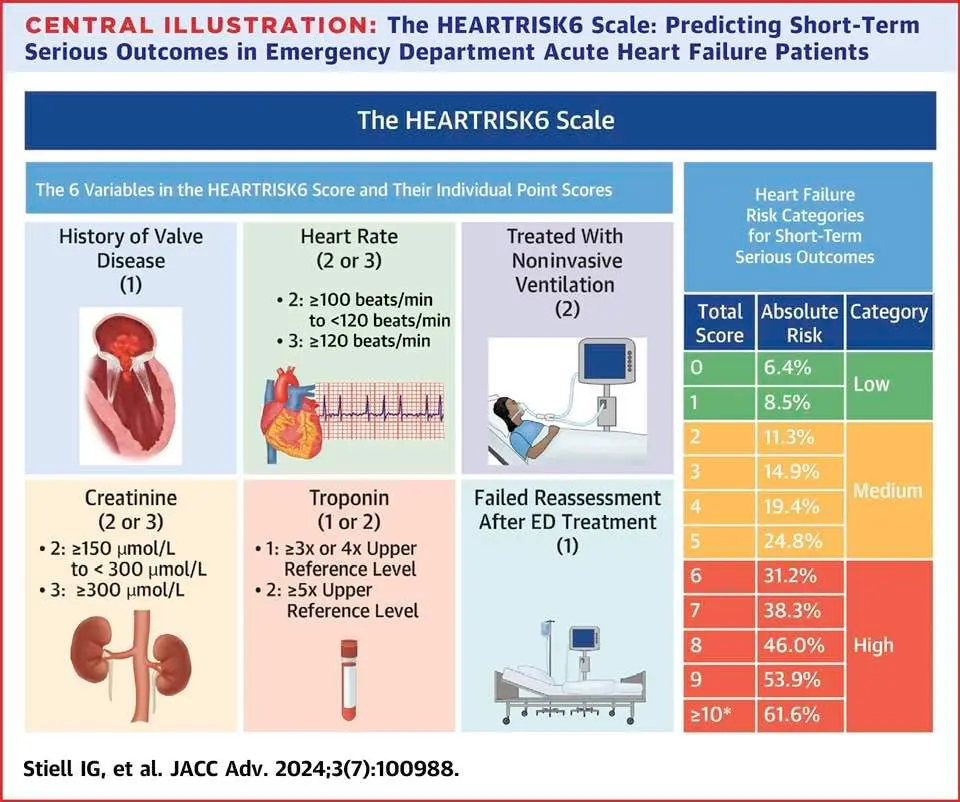 CENTRAL ILLUSTRATION: The HEARTRISK6 Scale: Predicting Short-Term
Serious Outcomes in Emergency Department Acute Heart Failure Patients
The HEARTRISK6 Scale
The 6 Variables in the HEARTRISK6 Score and Their Individual Point Scores
History of Valve
Disease
(1)
Heart Rate
(2 or 3)
• 2: ≥100 beats/min
to <120 beats/min
• 3: ≥120 beats/min
Treated With
Noninvasive
Ventilation
(2)
Creatinine
(2 or 3)
• 2: ≥150 µmol/L
to < 300 µmol/L
• 3: ≥300 µmol/L
Troponin
(1 or 2)
• 1: ≥3x or 4x Upper
Reference Level
• 2: ≥5x Upper
Reference Level
Failed Reassessment
After ED Treatment
(1)
Heart Failure
Risk Categories
for Short-Term
Serious Outcomes
Total Score Absolute Risk Category
0 6.4% Low
1 8.5%
2 11.3% Medium
3 14.9%
4 19.4%
5 24.8%
6 31.2% High
7 38.3%
8 46.0%
9 53.9%
≥10* 61.6%
Stiell IG, et al. JACC Adv. 2024;3(7):100988.